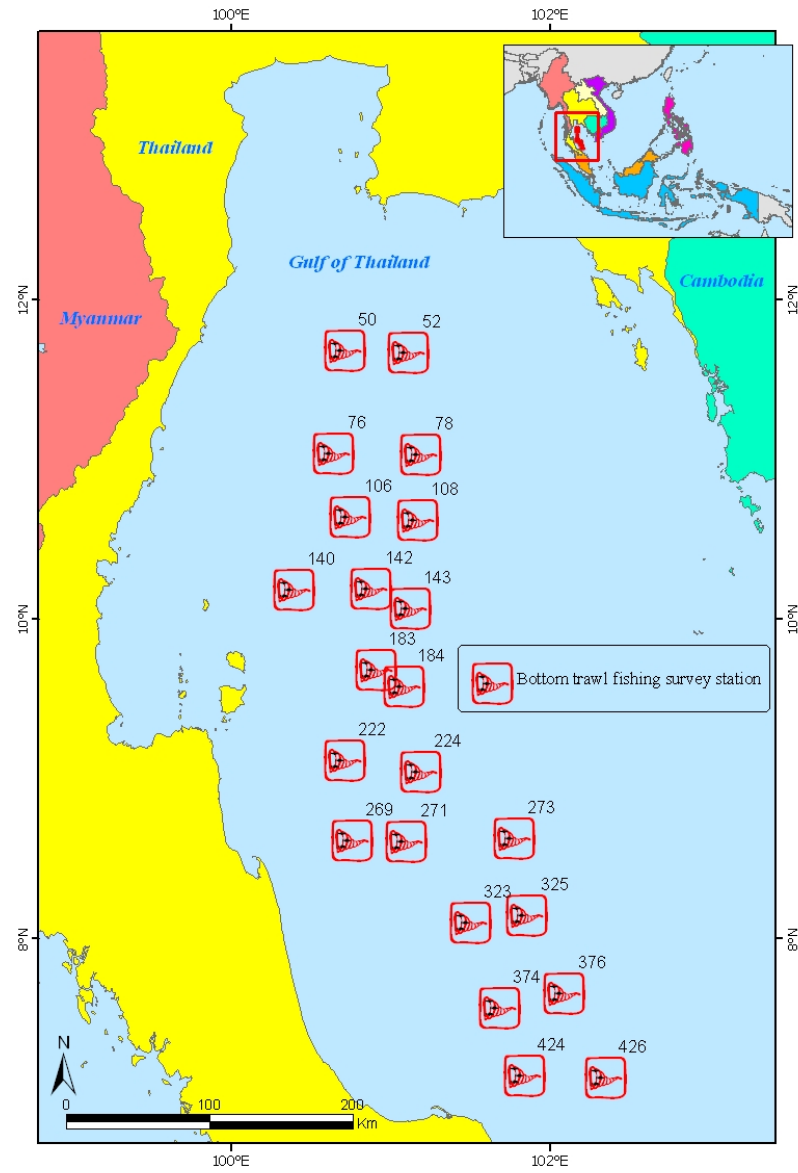 100°E 102°E
Thailand
Gulf of Thailand
Cambodia
Myanmar
12°N 12°N
50 52
76 78
106 108
140 142 143
10°N 10°N
183 184
Bottom trawl fishing survey station
222 224
269 271 273
323 325
8°N 8°N
374 376
424 426
N
0 100 200
Km
100°E 102°E